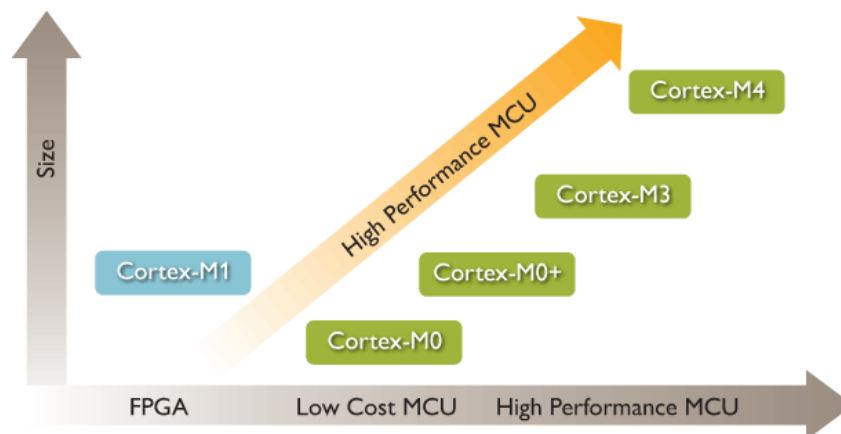 Size
High Performance MCU
Cortex-M4
Cortex-M3
Cortex-M1
Cortex-M0+
Cortex-M0
FPGA
Low Cost MCU
High Performance MCU